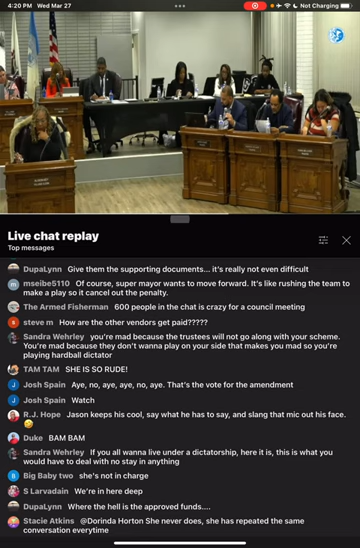 4:20 PM Wed Mar 27
Not Charging
Live chat replay
Top messages
DupaLynn Give them the supporting documents... it's really not even difficult
mseibe5110 Of course, super mayor wants to move forward. It's like rushing the team
to make a play so it cancel out the penalty.
The Armed Fisherman 600 people in the chat is crazy for a council meeting
s
steve m How are the other vendors get paid?????
Sandra Wehrley you're mad because the trustees will not go along with your scheme.
You're mad because they don't wanna play on your side that makes you mad so you're
playing hardball dictator
TAM TAM SHE IS SO RUDE!
J
Josh Spain Aye, no, aye, aye, no, aye. That's the vote for the amendment
J
Josh Spain Watch
R.J. Hope Jason keeps his cool, say what he has to say, and slang that mic out his face.
🤣
Duke BAM BAM
Sandra Wehrley If you all wanna live under a dictatorship, here it is, this is what you
would have to deal with no stay in anything
B
Big Baby two she's not in charge
S Larvadain We're in here deep
DupaLynn Where the hell is the approved funds....
Stacie Atkins @Dorinda Horton She never does, she has repeated the same
conversation everytime